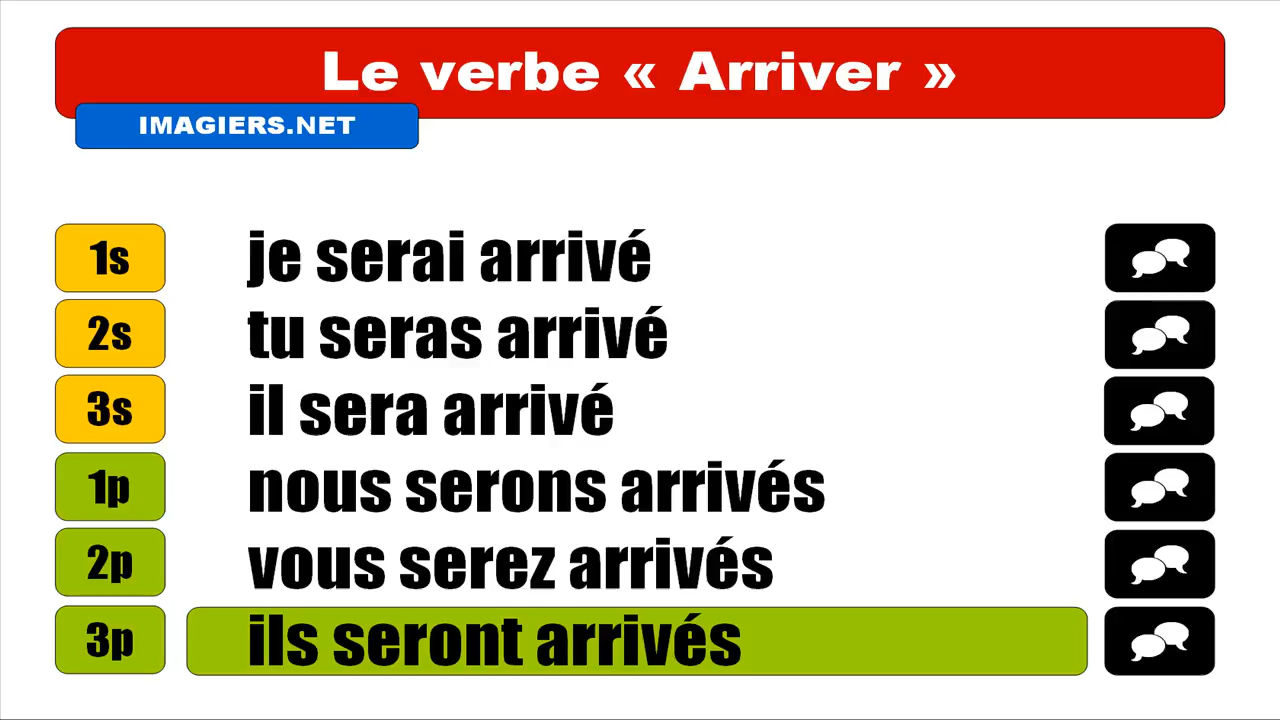 Le verbe « Arriver »
IMAGIERS.NET
1s je serai arrivé
2s tu seras arrivé
3s il sera arrivé
1p nous serons arrivés
2p vous serez arrivés
3p ils seront arrivés